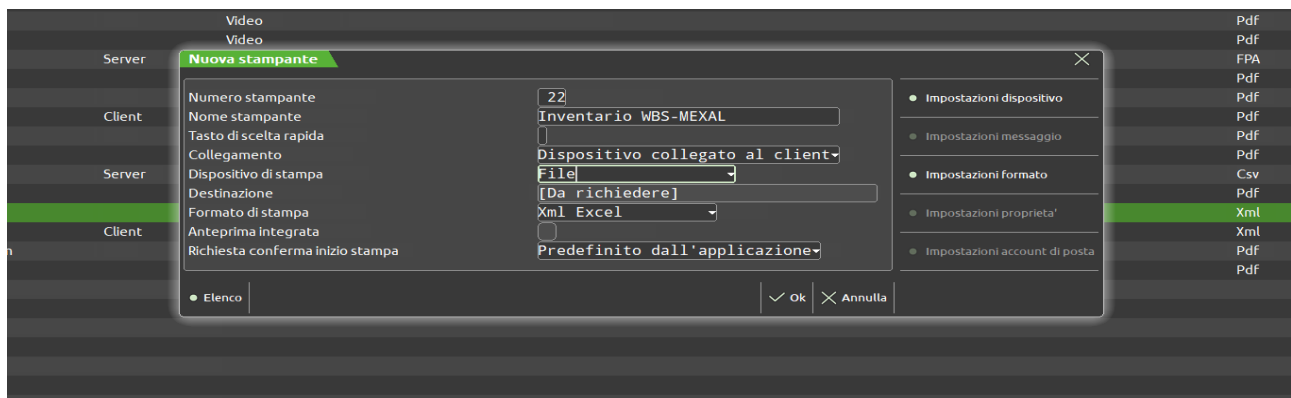 Video Pdf
Video Pdf
Server Nuova stampante FPA
Pdf
Numero stampante 22 Impostazioni dispositivo Pdf
Client Nome stampante Inventario WBS-MEXAL Pdf
Tasto di scelta rapida Impostazioni messaggio Pdf
Collegamento Dispositivo collegato al client Pdf
Server Dispositivo di stampa File Impostazioni formato Csv
Destinazione [Da richiedere] Pdf
Formato di stampa Xml Excel Impostazioni proprieta' Xml
Client Anteprima integrata Xml
Richiesta conferma inizio stampa Predefinito dall'applicazione Impostazioni account di posta Pdf
Pdf
Elenco Ok Annulla